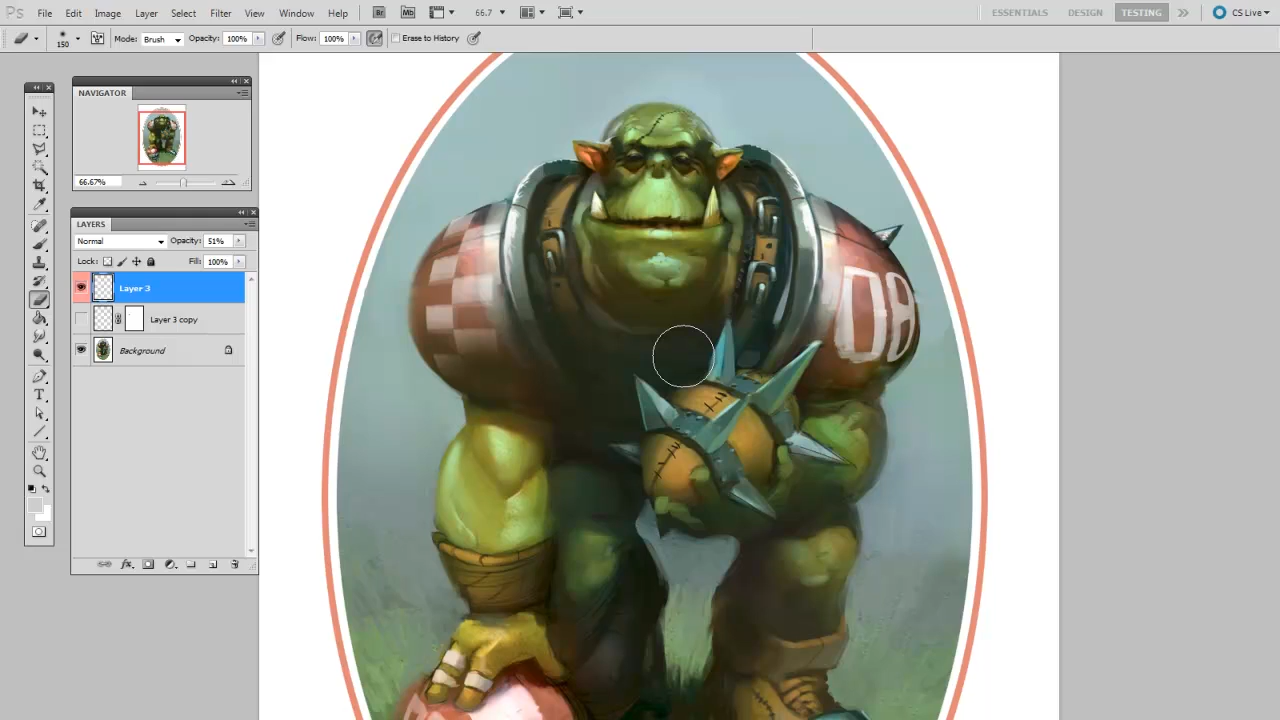 Ps File Edit Image Layer Select Filter View Window Help Br Mb 66.7 ESSENTIALS DESIGN TESTING CS Live
150 Mode: Brush Opacity: 100% Flow: 100% Erase to History
NAVIGATOR
66.67%
LAYERS
Normal Opacity: 51%
Lock: Fill: 100%
Layer 3
Layer 3 copy
Background
08